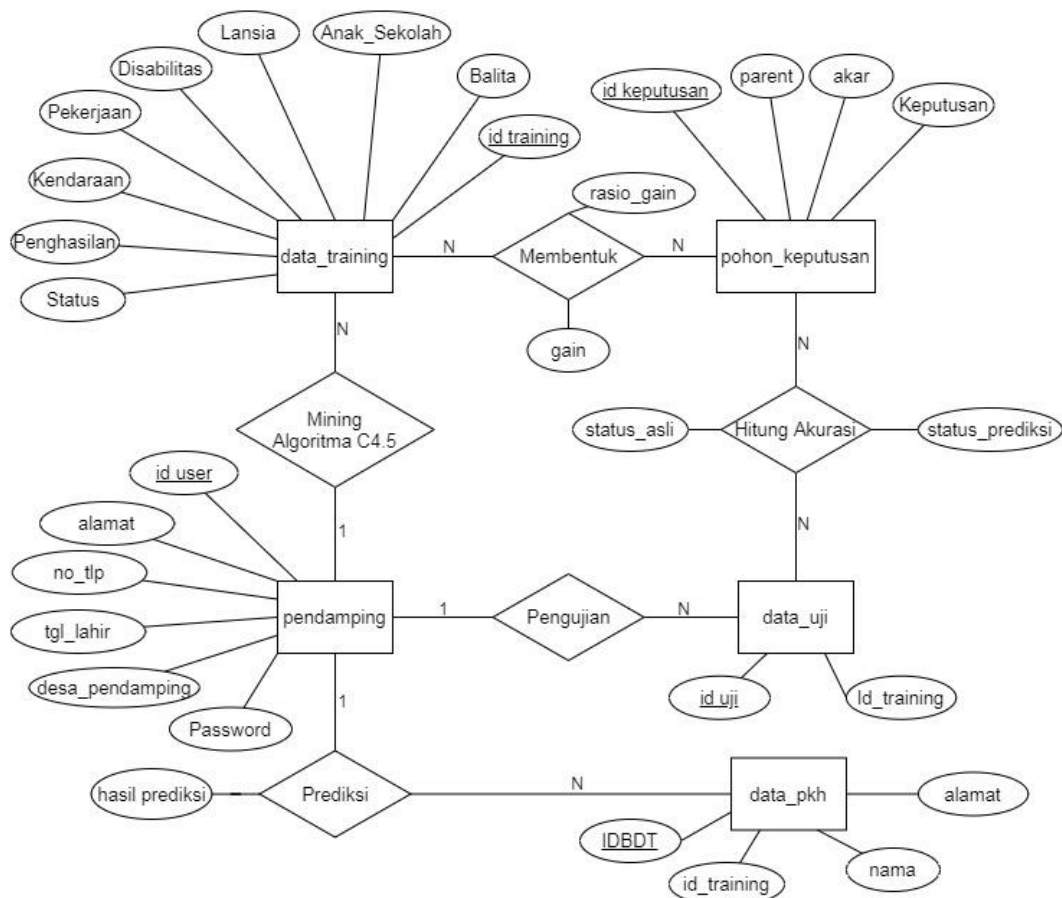 Lansia
Anak_Sekolah
Disabilitas
Balita
parent
akar
id keputusan
Keputusan
Pekerjaan
id training
Kendaraan
rasio_gain
Penghasilan
data_training
N
Membentuk
N
pohon_keputusan
Status
gain
N
N
Mining
Algoritma C4.5
status_asli
Hitung Akurasi
status_prediksi
id user
alamat
1
N
no_tlp
pendamping
1
Pengujian
N
data_uji
tgl_lahir
desa_pendamping
id uji
Id_training
Password
1
hasil prediksi
Prediksi
N
data_pkh
alamat
IDBDT
id_training
nama